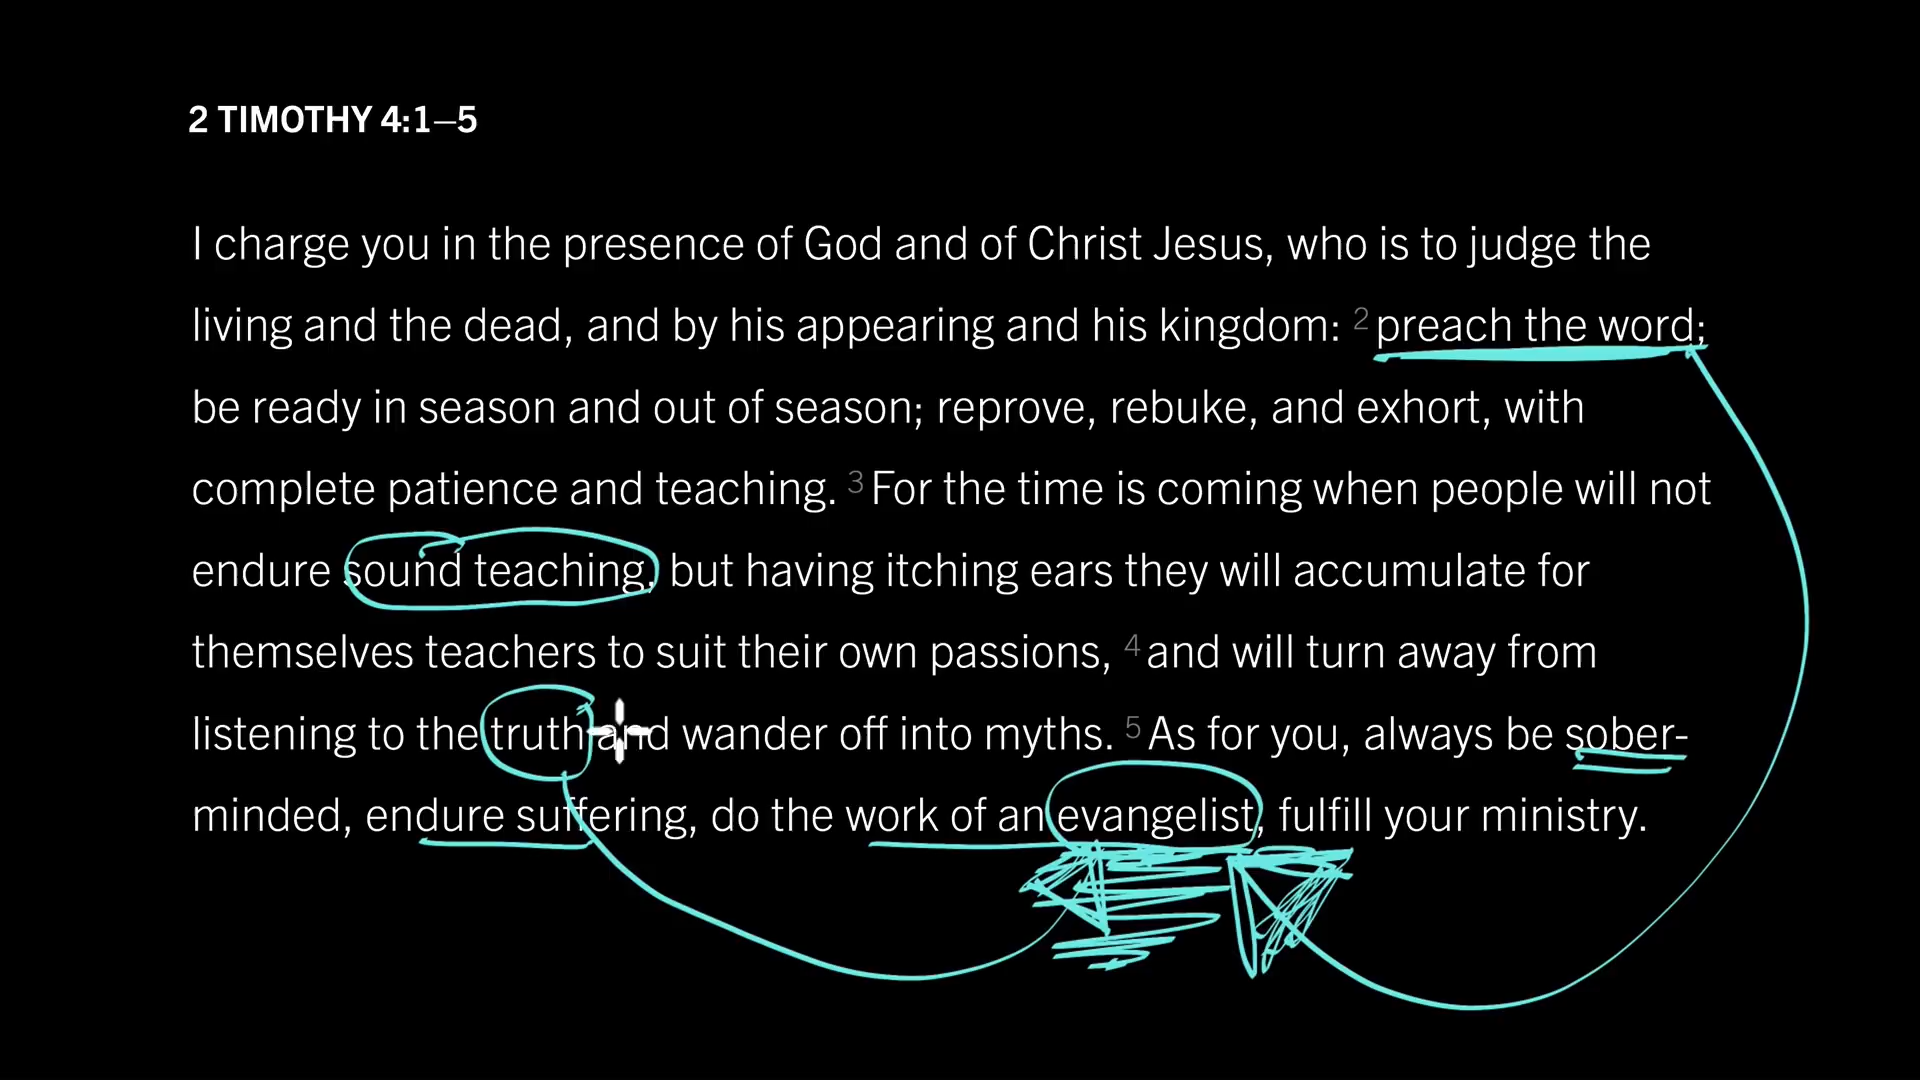 2 TIMOTHY 4:1–5
I charge you in the presence of God and of Christ Jesus, who is to judge the
living and the dead, and by his appearing and his kingdom: 2 preach the word;
be ready in season and out of season; reprove, rebuke, and exhort, with
complete patience and teaching. 3 For the time is coming when people will not
endure sound teaching, but having itching ears they will accumulate for
themselves teachers to suit their own passions, 4 and will turn away from
listening to the truth and wander off into myths. 5 As for you, always be sober-
minded, endure suffering, do the work of an evangelist, fulfill your ministry.